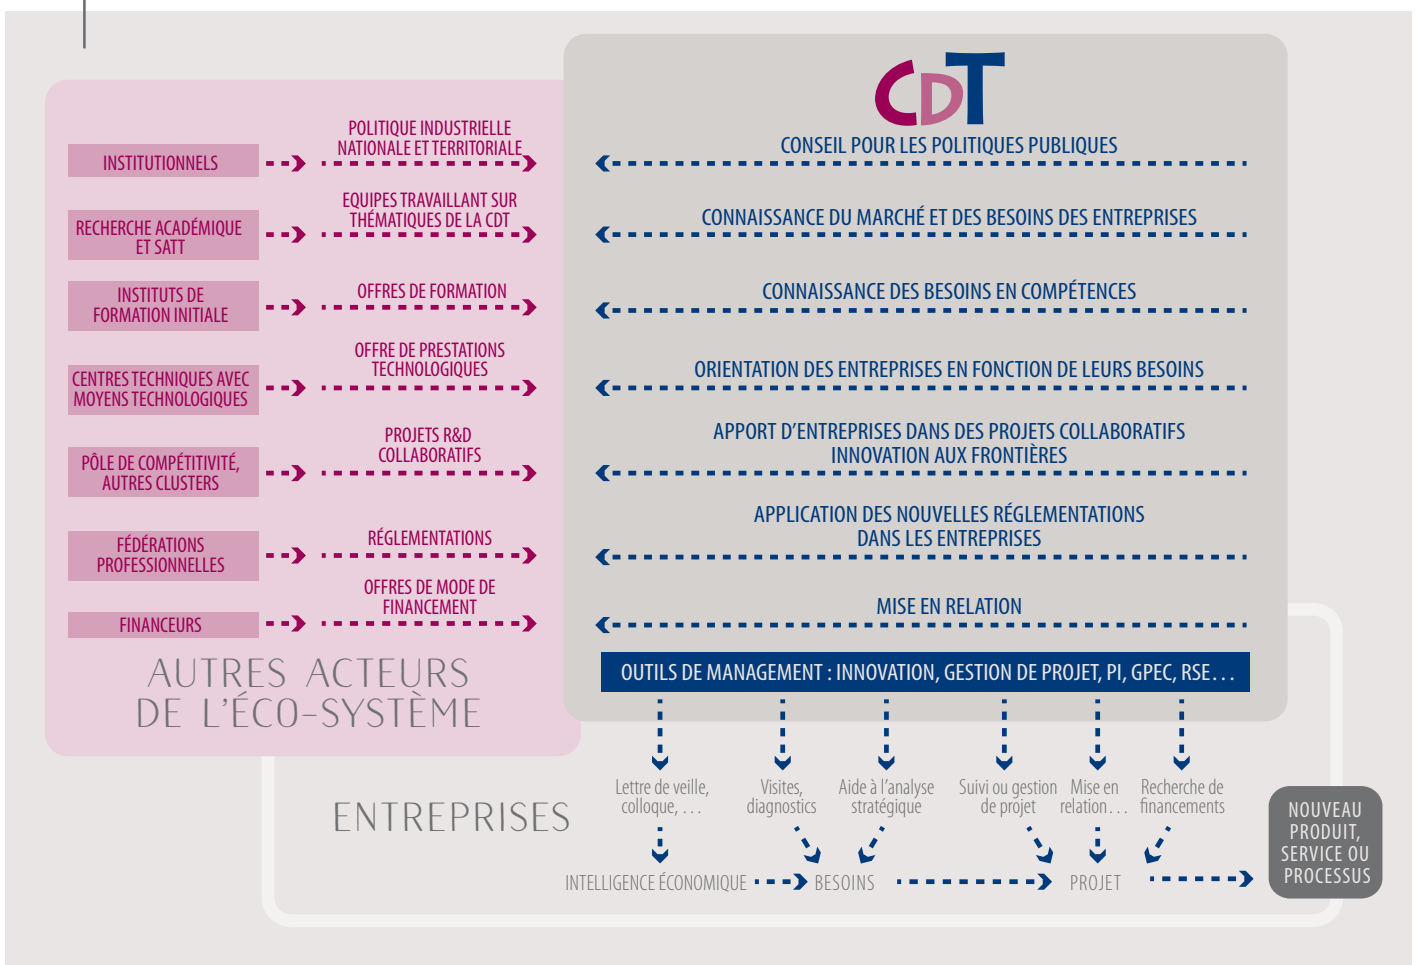 CDT
INSTITUTIONNELS
POLITIQUE INDUSTRIELLE
NATIONALE ET TERRITORIALE
CONSEIL POUR LES POLITIQUES PUBLIQUES
RECHERCHE ACADÉMIQUE
ET SATT
EQUIPES TRAVAILLANT SUR
THÉMATIQUES DE LA CDT
CONNAISSANCE DU MARCHÉ ET DES BESOINS DES ENTREPRISES
INSTITUTS DE
FORMATION INITIALE
OFFRES DE FORMATION
CONNAISSANCE DES BESOINS EN COMPÉTENCES
CENTRES TECHNIQUES AVEC
MOYENS TECHNOLOGIQUES
OFFRE DE PRESTATIONS
TECHNOLOGIQUES
ORIENTATION DES ENTREPRISES EN FONCTION DE LEURS BESOINS
PÔLE DE COMPÉTITIVITÉ,
AUTRES CLUSTERS
PROJETS R&D
COLLABORATIFS
APPORT D'ENTREPRISES DANS DES PROJETS COLLABORATIFS
INNOVATION AUX FRONTIÈRES
FÉDÉRATIONS
PROFESSIONNELLES
RÉGLEMENTATIONS
APPLICATION DES NOUVELLES RÉGLEMENTATIONS
DANS LES ENTREPRISES
FINANCEURS
OFFRES DE MODE DE
FINANCEMENT
MISE EN RELATION
AUTRES ACTEURS
DE L'ÉCO-SYSTÈME
OUTILS DE MANAGEMENT : INNOVATION, GESTION DE PROJET, PI, GPEC, RSE...
ENTREPRISES
Lettre de veille,
colloque, ...
Visites,
diagnostics
Aide à l'analyse
stratégique
Suivi ou gestion
de projet
Mise en
relation...
Recherche de
financements
INTELLIGENCE ÉCONOMIQUE
BESOINS
PROJET
NOUVEAU
PRODUIT,
SERVICE OU
PROCESSUS